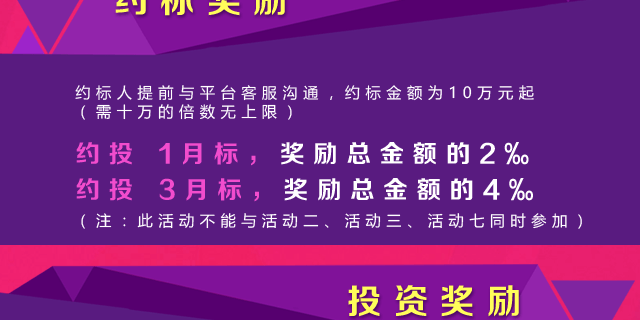 约标奖励
约标人提前与平台客服沟通，约标金额为10万元起
（需十万的倍数无上限）
约投 1月标，奖励总金额的2‰
约投 3月标，奖励总金额的4‰
（注：此活动不能与活动二、活动三、活动七同时参加）
投资奖励